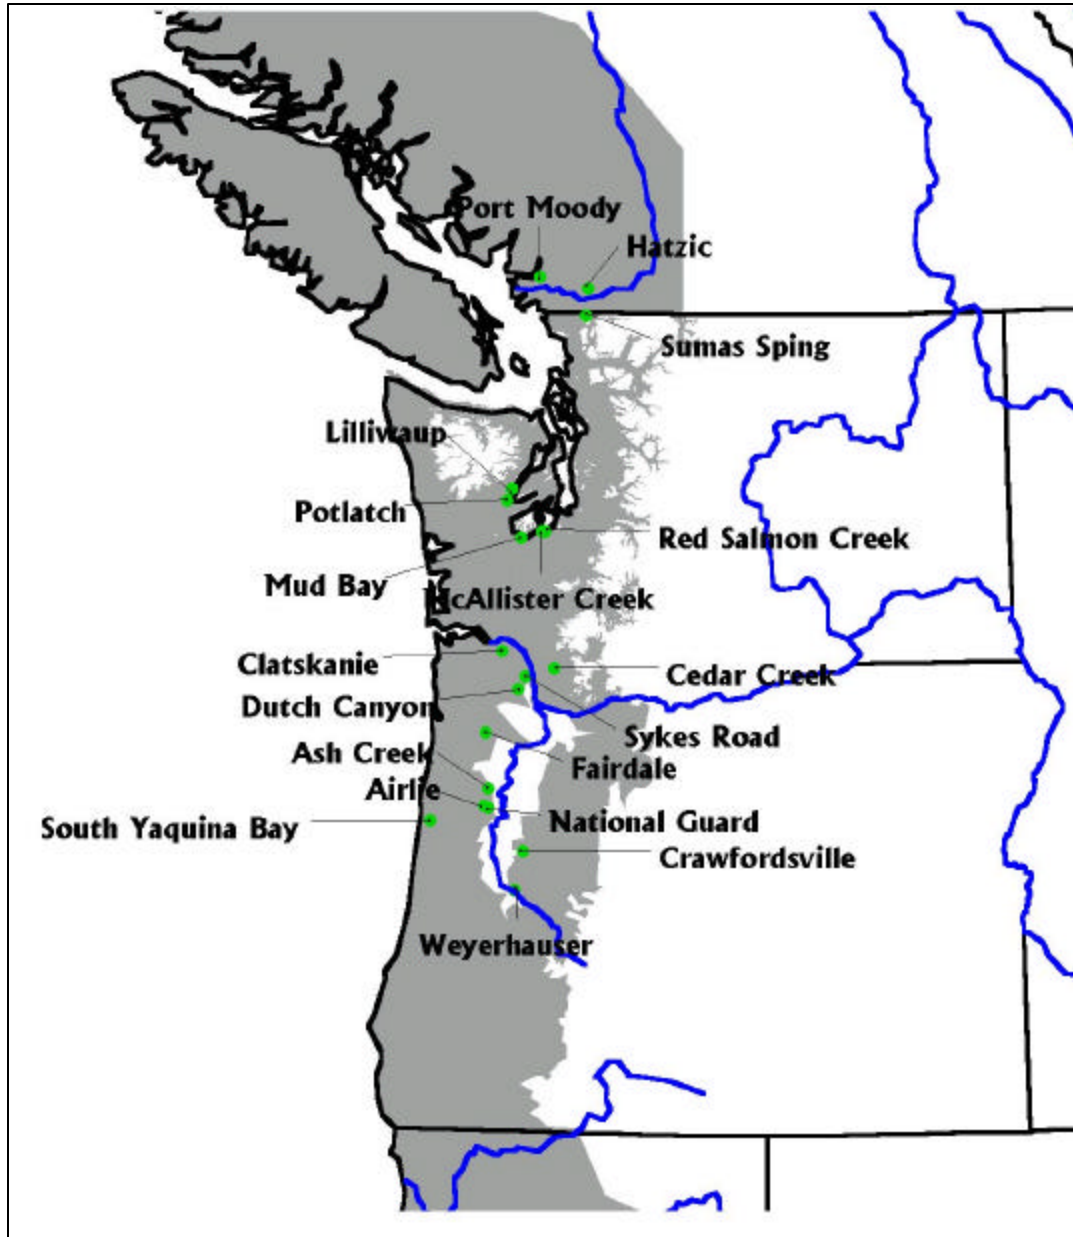 Port Moody
Hatzic
Sumas Sping
Lilliwaup
Potlatch
Red Salmon Creek
Mud Bay
McAllister Creek
Clatskanie
Cedar Creek
Dutch Canyon
Sykes Road
Ash Creek
Fairdale
Airlie
National Guard
South Yaquina Bay
Crawfordsville
Weyerhauser